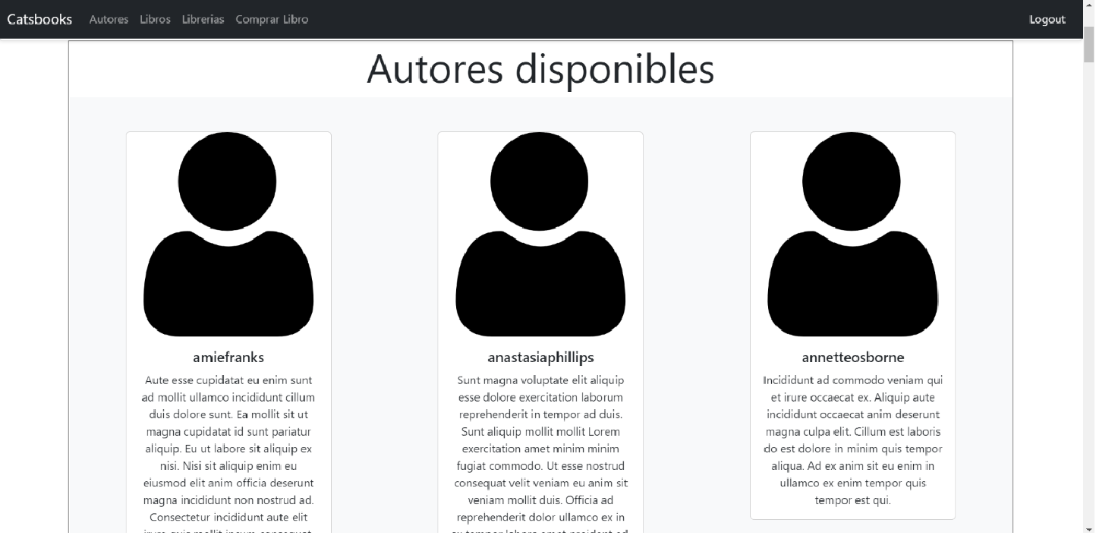 Catsbooks Autores Libros Librerias Comprar Libro Logout
Autores disponibles
amiefranks
Aute esse cupidatat eu enim sunt
ad mollit ullamco incididunt cillum
duis dolore sunt. Ea mollit sit ut
magna cupidatat id sunt pariatur
aliquip. Eu ut labore sit aliquip ex
nisi. Nisi sit aliquip enim eu
eiusmod elit anim officia deserunt
magna incididunt non nostrud ad.
Consectetur incididunt aute elit
anastasiaphillips
Sunt magna voluptate elit aliquip
esse dolore exercitation laborum
reprehenderit in tempor ad duis.
Sunt aliquip mollit mollit Lorem
exercitation amet minim minim
fugiat commodo. Ut esse nostrud
consequat velit veniam eu anim sit
veniam mollit duis. Officia ad
reprehenderit dolor ullamco ex in
annetteosborne
Incididunt ad commodo veniam qui
et irure occaecat ex. Aliquip aute
incididunt occaecat anim deserunt
magna culpa elit. Cillum est laboris
do est dolore in minim quis tempor
aliqua. Ad ex anim sit eu enim in
ullamco ex enim tempor quis
tempor est qui.